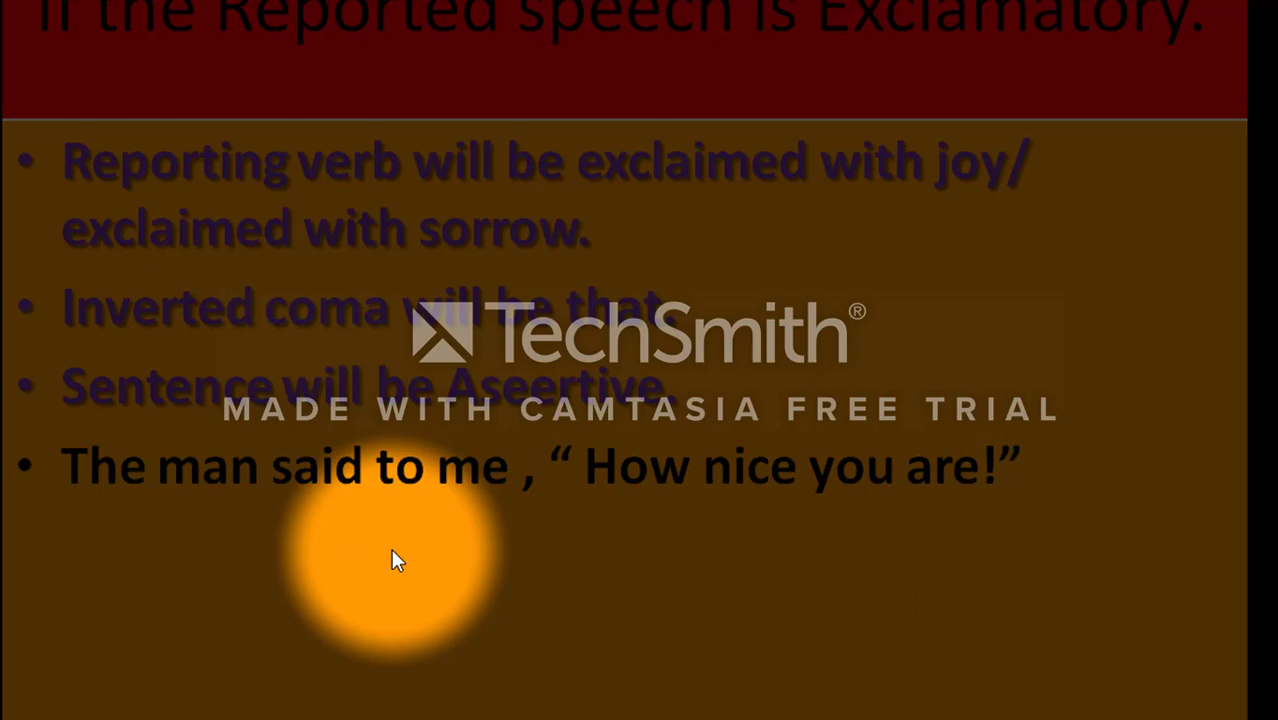 If the Reported speech is Exclamatory.
• Reporting verb will be exclaimed with joy/
exclaimed with sorrow.
• Inverted coma will be that.
TechSmith®
• Sentence will be Aseertive.
MADE WITH CAMTASIA FREE TRIAL
• The man said to me , “ How nice you are!”